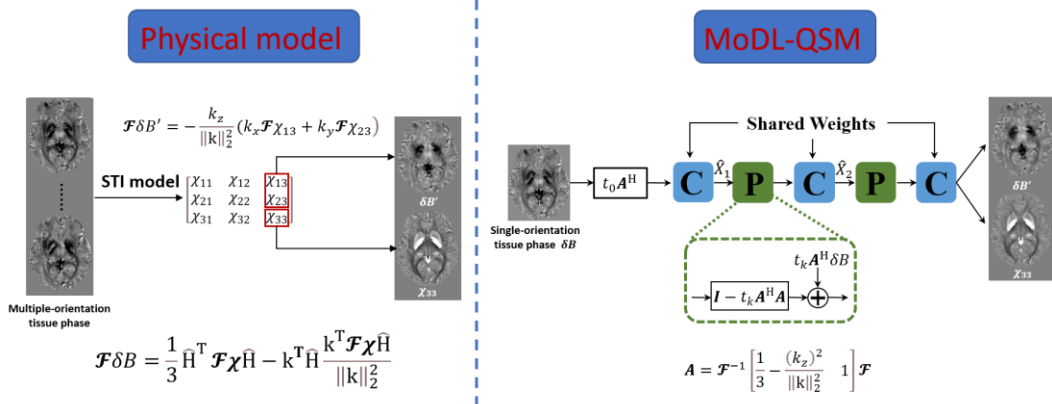 Physical model
𝓕δB′ = − k_z/‖k‖₂² (k_x𝓕χ₁₃ + k_y𝓕χ₂₃)
STI model
χ₁₁ χ₁₂ χ₁₃
χ₂₁ χ₂₂ χ₂₃
χ₃₁ χ₃₂ χ₃₃
δB′
χ₃₃
Multiple-orientation
tissue phase
𝓕δB = 1/3 Ĥᵀ 𝓕χĤ − kᵀĤ kᵀ𝓕χĤ/‖k‖₂²
MoDL-QSM
Shared Weights
t₀Aᴴ
C
X̂₁
P
C
X̂₂
P
C
Single-orientation
tissue phase δB
δB′
χ₃₃
t_kAᴴδB
I − t_kAᴴA
+
A = 𝓕⁻¹ [1/3 − (k_z)²/‖k‖₂² 1] 𝓕